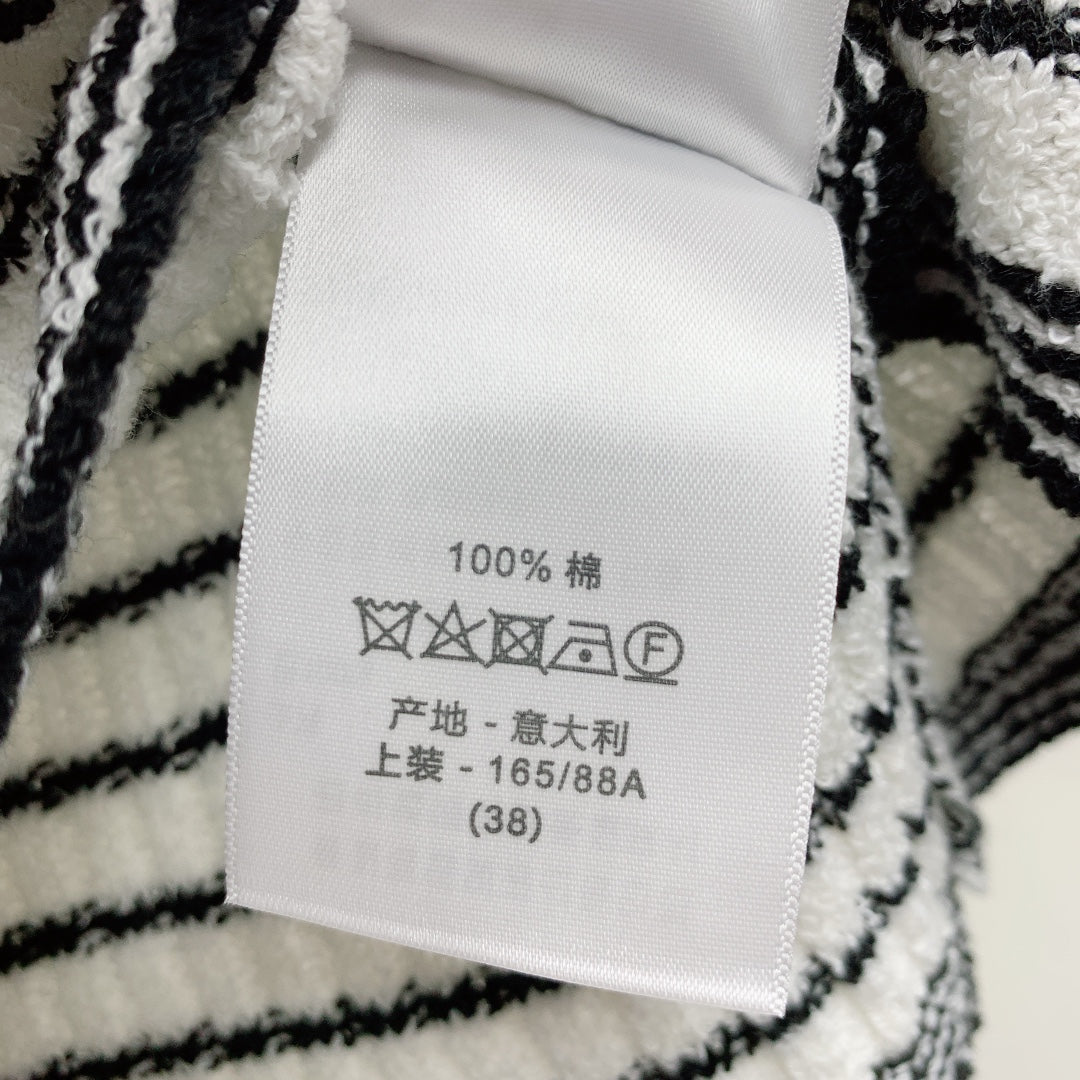 100% 棉
F
产地 - 意大利
上装 - 165/88A
(38)